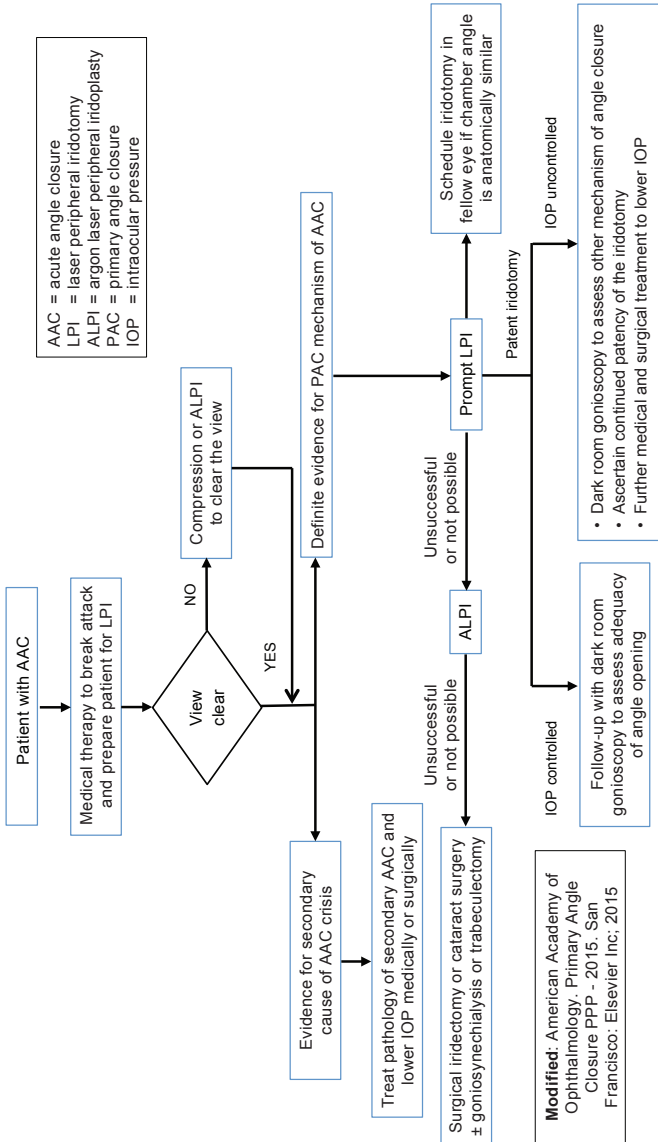 Patient with AAC
Medical therapy to break attack
and prepare patient for LPI
View
clear
NO
Compression or ALPI
to clear the view
YES
AAC = acute angle closure
LPI = laser peripheral iridotomy
ALPI = argon laser peripheral iridoplasty
PAC = primary angle closure
IOP = intraocular pressure
Evidence for secondary
cause of AAC crisis
Definite evidence for PAC mechanism of AAC
Treat pathology of secondary AAC and
lower IOP medically or surgically
Surgical iridectomy or cataract surgery
± goniosynechialysis or trabeculectomy
Unsuccessful
or not possible
ALPI
Unsuccessful
or not possible
Prompt LPI
Schedule iridotomy in
fellow eye if chamber angle
is anatomically similar
Patent iridotomy
IOP controlled
IOP uncontrolled
Follow-up with dark room
gonioscopy to assess adequacy
of angle opening
• Dark room gonioscopy to assess other mechanism of angle closure
• Ascertain continued patency of the iridotomy
• Further medical and surgical treatment to lower IOP
Modified: American Academy of
Ophthalmology. Primary Angle
Closure PPP - 2015. San
Francisco: Elsevier Inc; 2015